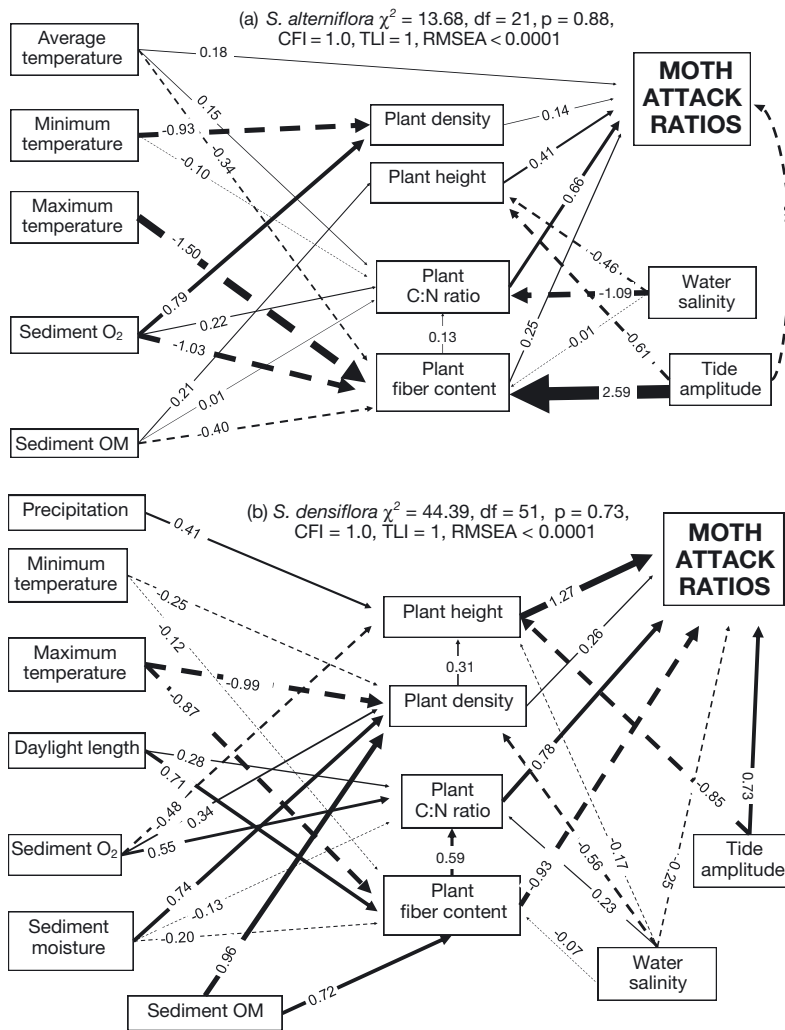 (a) S. alterniflora χ² = 13.68, df = 21, p = 0.88,
CFI = 1.0, TLI = 1, RMSEA < 0.0001
Average
temperature
0.18
MOTH
ATTACK
RATIOS
Minimum
temperature
-0.93
0.15
-0.34
-0.10
Plant density
0.14
Plant height
0.41
Maximum
temperature
-1.50
0.66
0.79
Plant
C:N ratio
-0.46
-1.09
Water
salinity
Sediment O₂
0.22
-1.03
0.13
0.25
-0.01
-0.61
0.21
0.01
Plant
fiber content
2.59
Tide
amplitude
Sediment OM
-0.40
(b) S. densiflora χ² = 44.39, df = 51, p = 0.73,
CFI = 1.0, TLI = 1, RMSEA < 0.0001
Precipitation
0.41
MOTH
ATTACK
RATIOS
Minimum
temperature
-0.25
-0.12
Plant height
1.27
0.31
0.26
Maximum
temperature
-0.99
-0.87
Plant density
Daylight length
0.28
0.71
0.78
-0.48
0.34
Plant
C:N ratio
-0.85
0.73
Sediment O₂
0.55
0.59
-0.56
-0.17
-0.25
Tide
amplitude
0.74
-0.13
-0.93
0.23
Sediment
moisture
-0.20
Plant
fiber content
-0.07
0.96
0.72
Water
salinity
Sediment OM